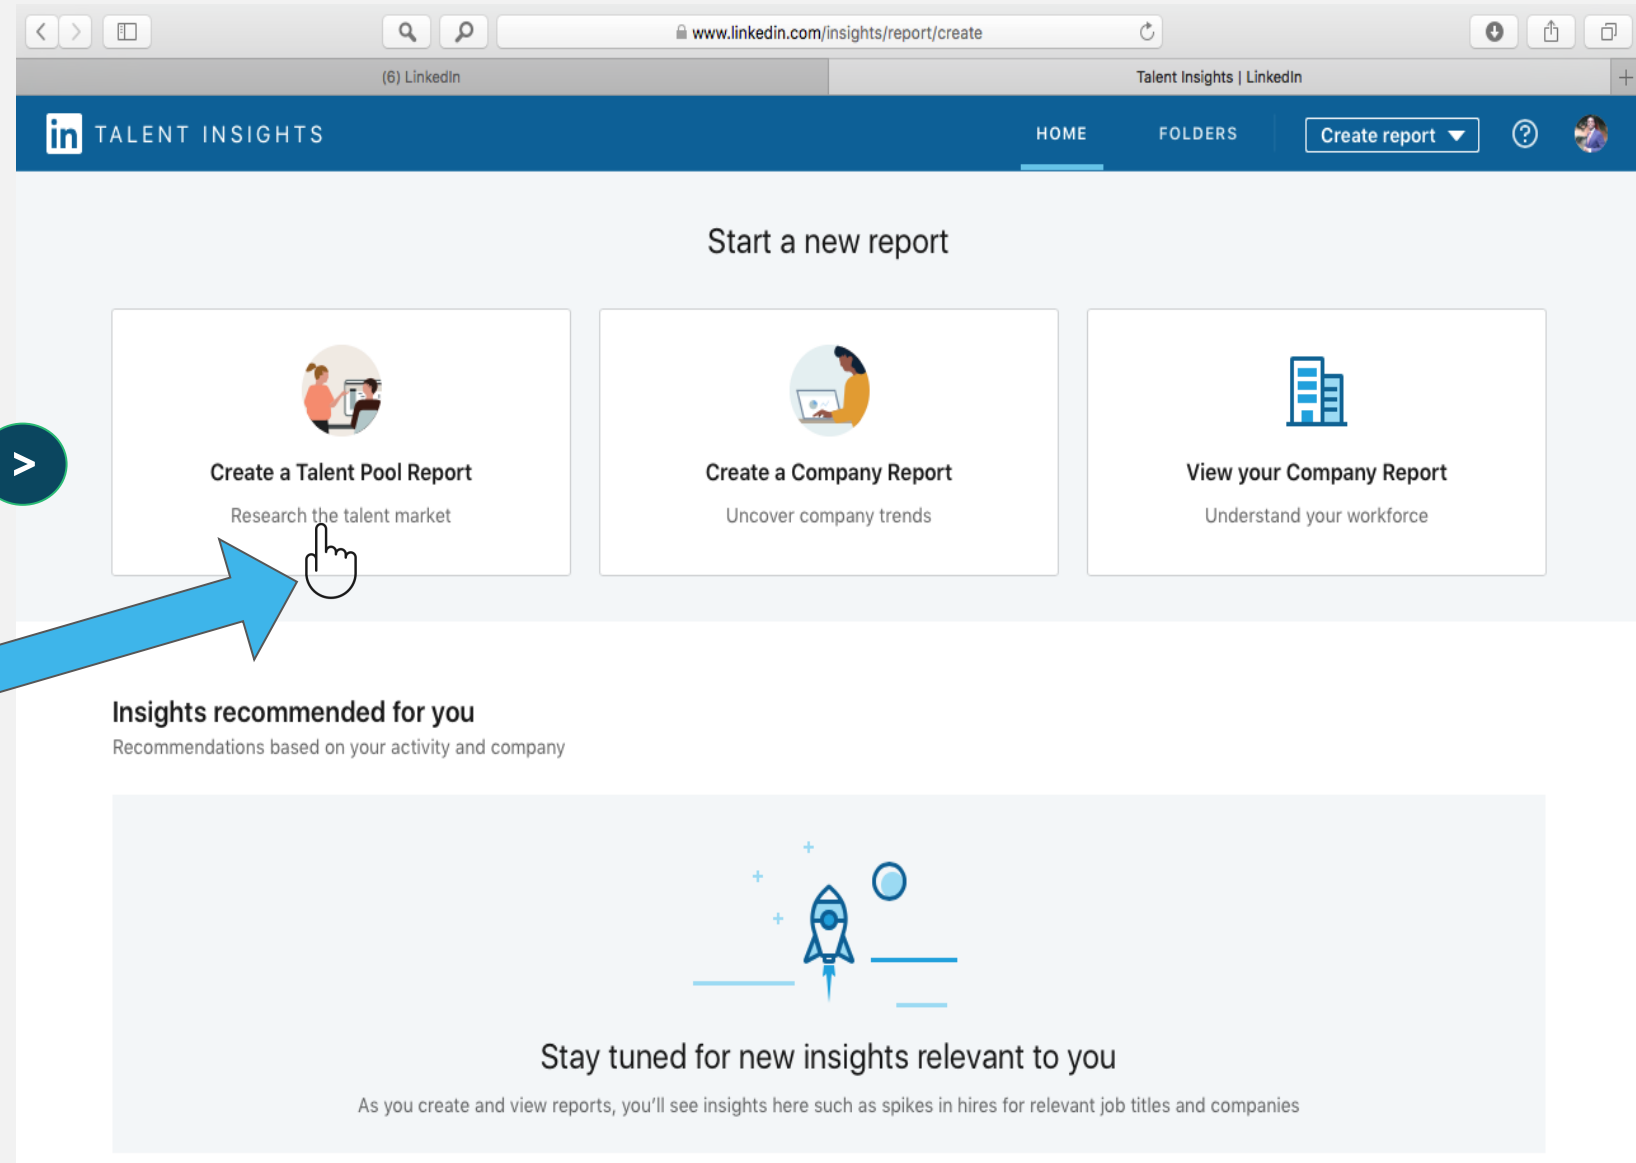 www.linkedin.com/insights/report/create
(6) LinkedIn
Talent Insights | LinkedIn
+
in TALENT INSIGHTS
HOME
FOLDERS
Create report
?
Start a new report
Create a Talent Pool Report
Research the talent market
Create a Company Report
Uncover company trends
View your Company Report
Understand your workforce
>
Insights recommended for you
Recommendations based on your activity and company
Stay tuned for new insights relevant to you
As you create and view reports, you'll see insights here such as spikes in hires for relevant job titles and companies